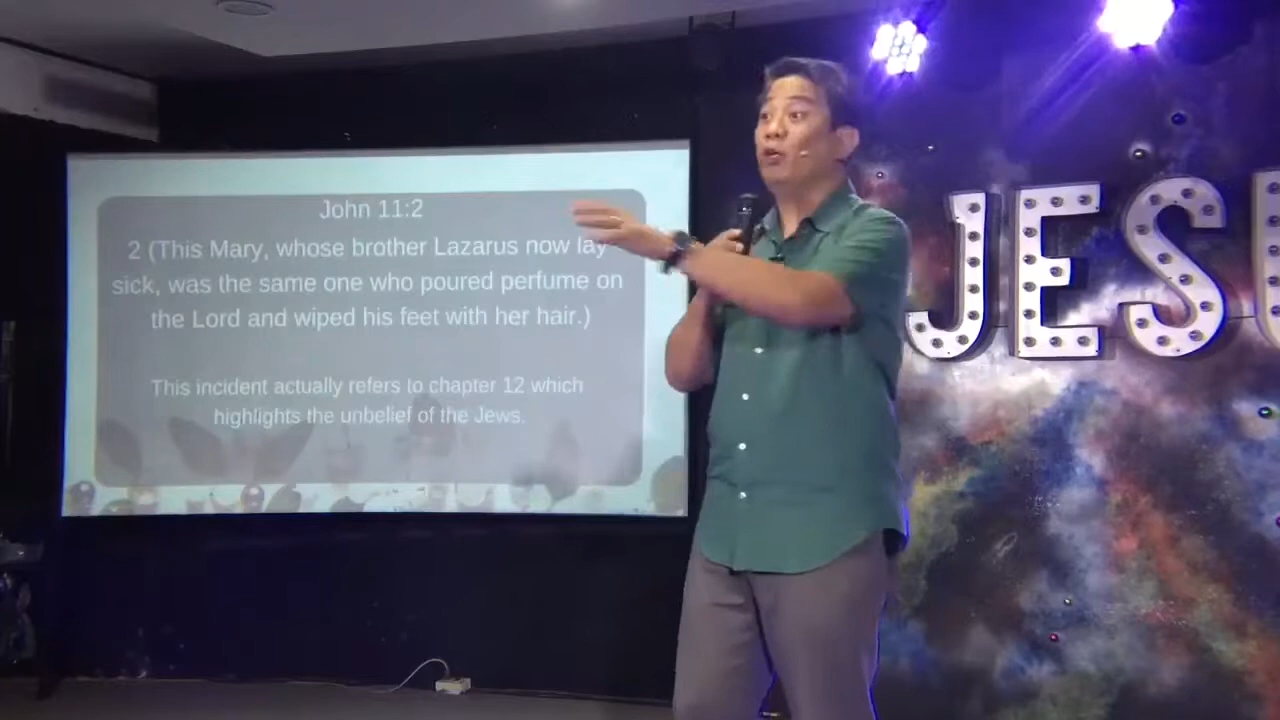 John 11:2
2 (This Mary, whose brother Lazarus now lay
sick, was the same one who poured perfume on
the Lord and wiped his feet with her hair.)
This incident actually refers to chapter 12 which
highlights the unbelief of the Jews.
JESU